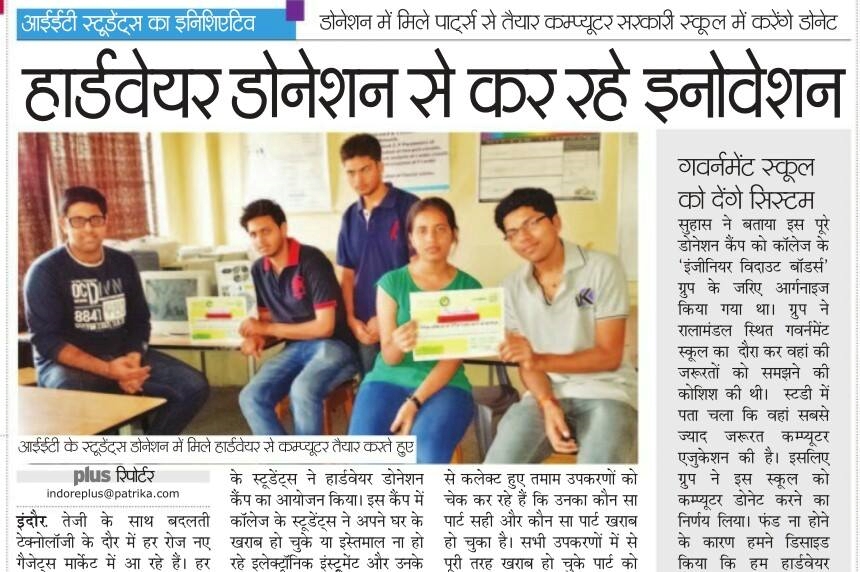 आईईटी स्टूडेंट्स का इनिशिएटिव
डोनेशन में मिले पार्ट्स से तैयार कम्प्यूटर सरकारी स्कूल में करेंगे डोनेट
हार्डवेयर डोनेशन से कर रहे इनोवेशन
आईईटी के स्टूडेंट्स डोनेशन में मिले हार्डवेयर से कम्प्यूटर तैयार करते हुए
plus रिपोर्टर
indoreplus@patrika.com
इंदौर. तेजी के साथ बदलती
टेक्नोलॉजी के दौर में हर रोज नए
गैजेट्स मार्केट में आ रहे हैं। हर
के स्टूडेंट्स ने हार्डवेयर डोनेशन
कैंप का आयोजन किया। इस कैंप में
कॉलेज के स्टूडेंट्स ने अपने घर के
खराब हो चुके या इस्तेमाल ना हो
रहे इलेक्ट्रॉनिक इंस्ट्रूमेंट और उनके
से कलेक्ट हुए तमाम उपकरणों को
चेक कर रहे हैं कि उनका कौन सा
पार्ट सही और कौन सा पार्ट खराब
हो चुका है। सभी उपकरणों में से
पूरी तरह खराब हो चुके पार्ट को
गवर्नमेंट स्कूल
को देंगे सिस्टम
सुहास ने बताया इस पूरे
डोनेशन कैंप को कॉलेज के
'इंजीनियर विदाउट बॉडर्स'
ग्रुप के जरिए आर्गनाइज
किया गया था। ग्रुप ने
रालामंडल स्थित गवर्नमेंट
स्कूल का दौरा कर वहां की
जरूरतों को समझने की
कोशिश की थी। स्टडी में
पता चला कि वहां सबसे
ज्याद जरूरत कम्प्यूटर
एजुकेशन की है। इसलिए
ग्रुप ने इस स्कूल को
कम्प्यूटर डोनेट करने का
निर्णय लिया। फंड ना होने
के कारण हमने डिसाइड
किया कि हम हार्डवेयर